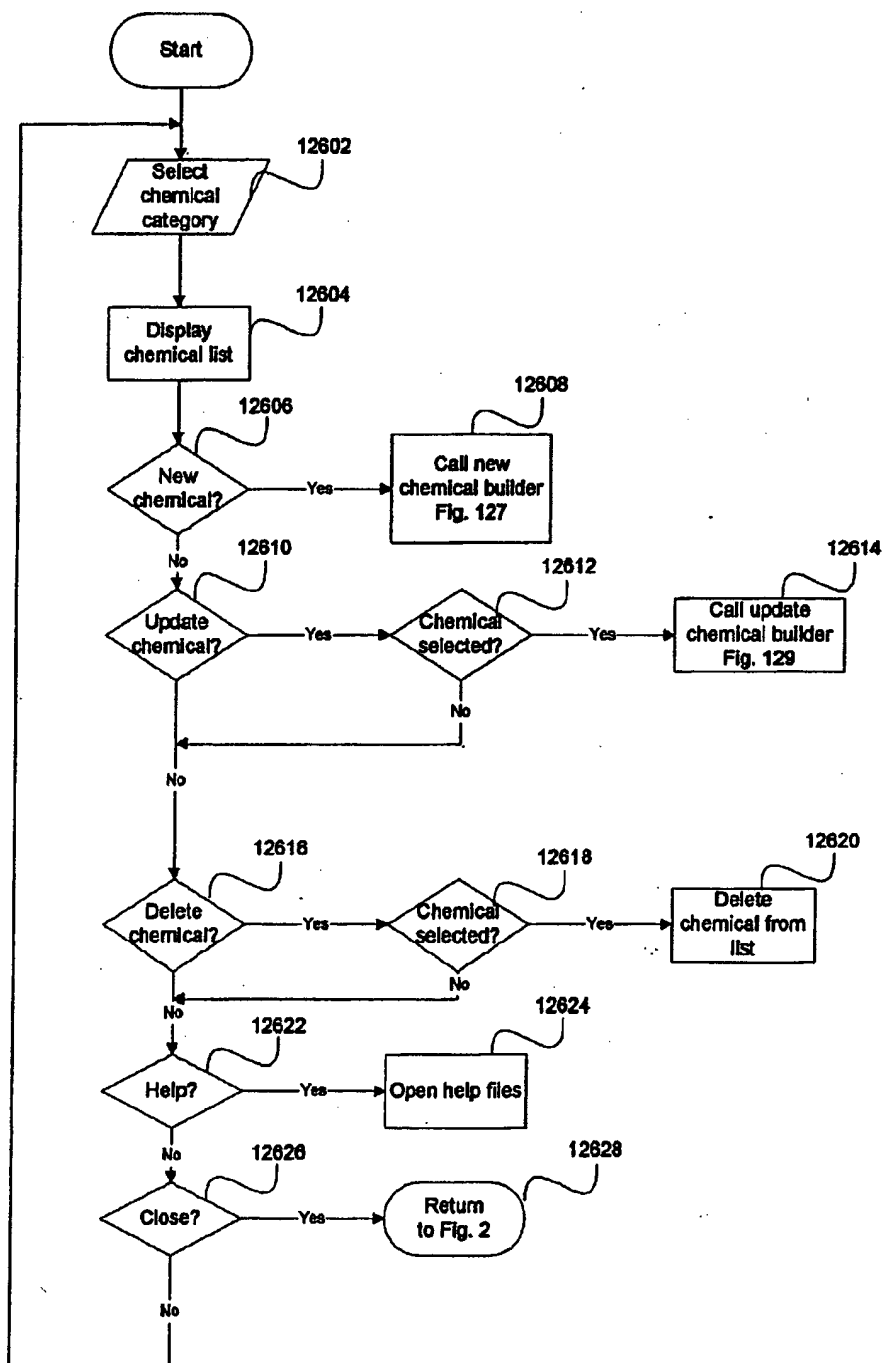 Start
12602
Select
chemical
category
12604
Display
chemical list
12606
12608
New
chemical?
Yes
Call new
chemical builder
Fig. 127
No
12610
12612
12614
Update
chemical?
Yes
Chemical
selected?
Yes
Call update
chemical builder
Fig. 129
No
No
12616
12618
12620
Delete
chemical?
Yes
Chemical
selected?
Yes
Delete
chemical from
list
No
No
12622
12624
Help?
Yes
Open help files
No
12626
12628
Close?
Yes
Return
to Fig. 2
No